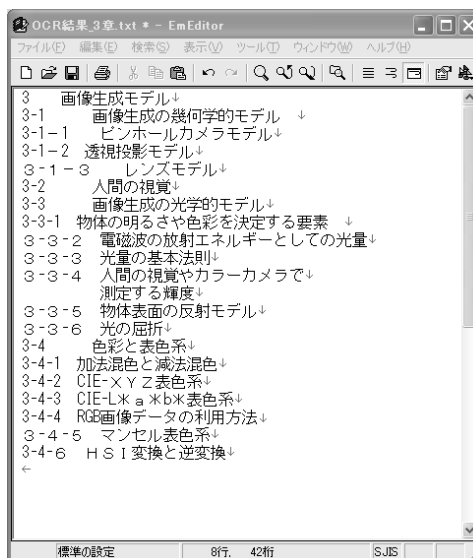 OCR結果_3章.txt * - EmEditor
ファイル(F) 編集(E) 検索(S) 表示(V) ツール(T) ウィンドウ(W) ヘルプ(H)
3　画像生成モデル↓
3-1　　画像生成の幾何学的モデル　↓
3-1-1　ピンホールカメラモデル↓
3-1-2 透視投影モデル↓
３-１-３　　レンズモデル↓
3-2　　人間の視覚↓
3-3　　画像生成の光学的モデル↓
3-3-1 物体の明るさや色彩を決定する要素　↓
３-３-２　電磁波の放射エネルギーとしての光量↓
３-３-３　光量の基本法則↓
３-３-４　人間の視覚やカラーカメラで
測定する輝度↓
３-３-５　物体表面の反射モデル↓
３-３-６　光の屈折↓
3-4　　色彩と表色系↓
3-4-1 加法混色と減法混色↓
3-4-2 CIE-ＸＹＺ表色系↓
3-4-3 CIE-L＊a＊b*表色系↓
3-4-4 RGB画像データの利用方法↓
３-４-５　マンセル表色系↓
3-4-６　ＨＳＩ変換と逆変換↓
←
標準の設定 8行, 42桁 SJIS